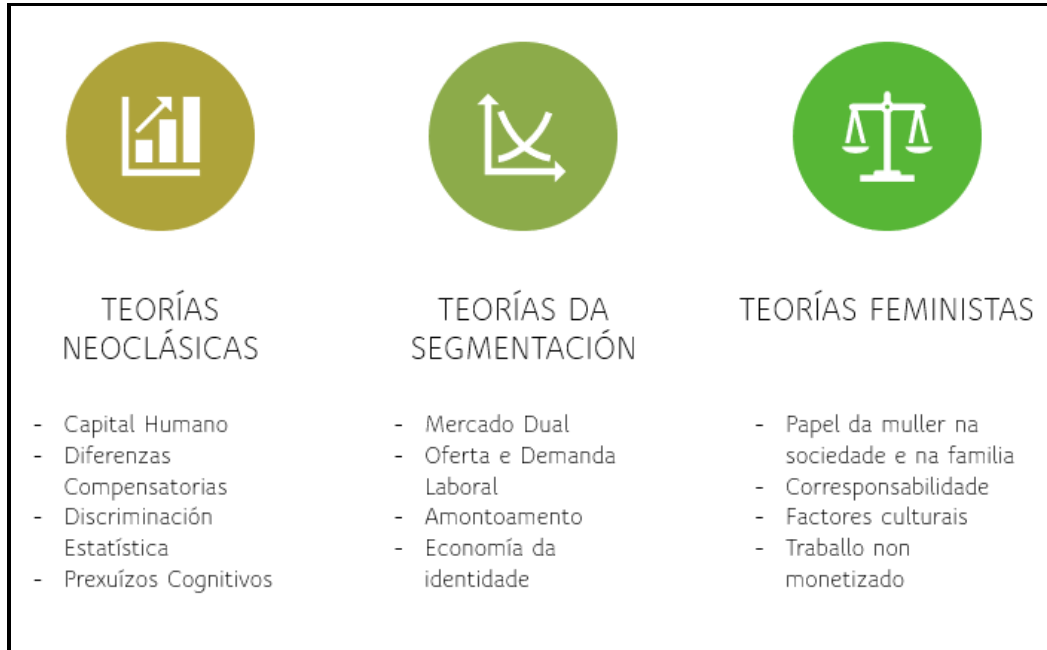 TEORÍAS
NEOCLÁSICAS
- Capital Humano
- Diferenzas
Compensatorias
- Discriminación
Estatística
- Prexuízos Cognitivos
TEORÍAS DA
SEGMENTACIÓN
- Mercado Dual
- Oferta e Demanda
Laboral
- Amontoamento
- Economía da
identidade
TEORÍAS FEMINISTAS
- Papel da muller na
sociedade e na familia
- Corresponsabilidade
- Factores culturais
- Traballo non
monetizado